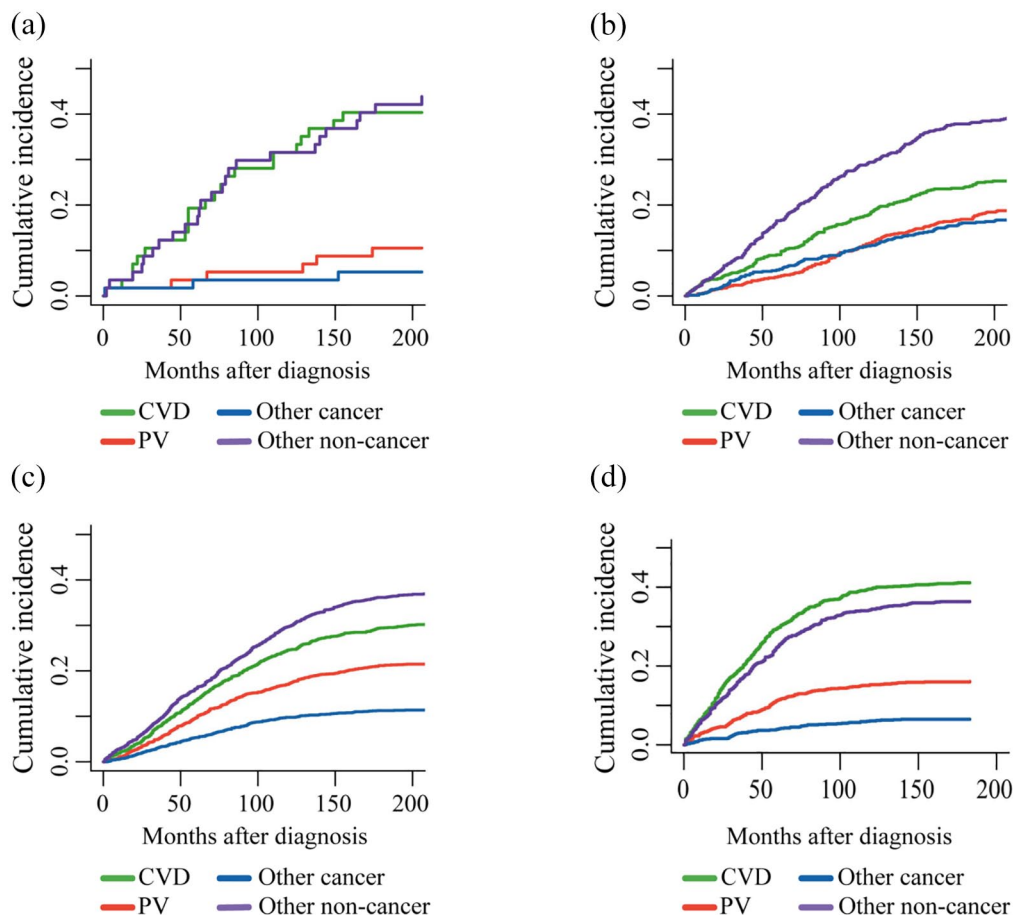 (a)
Cumulative incidence
0.4
0.2
0.0
0 50 100 150 200
Months after diagnosis
CVD Other cancer
PV Other non-cancer
(b)
Cumulative incidence
0.4
0.2
0.0
0 50 100 150 200
Months after diagnosis
CVD Other cancer
PV Other non-cancer
(c)
Cumulative incidence
0.4
0.2
0.0
0 50 100 150 200
Months after diagnosis
CVD Other cancer
PV Other non-cancer
(d)
Cumulative incidence
0.4
0.2
0.0
0 50 100 150 200
Months after diagnosis
CVD Other cancer
PV Other non-cancer